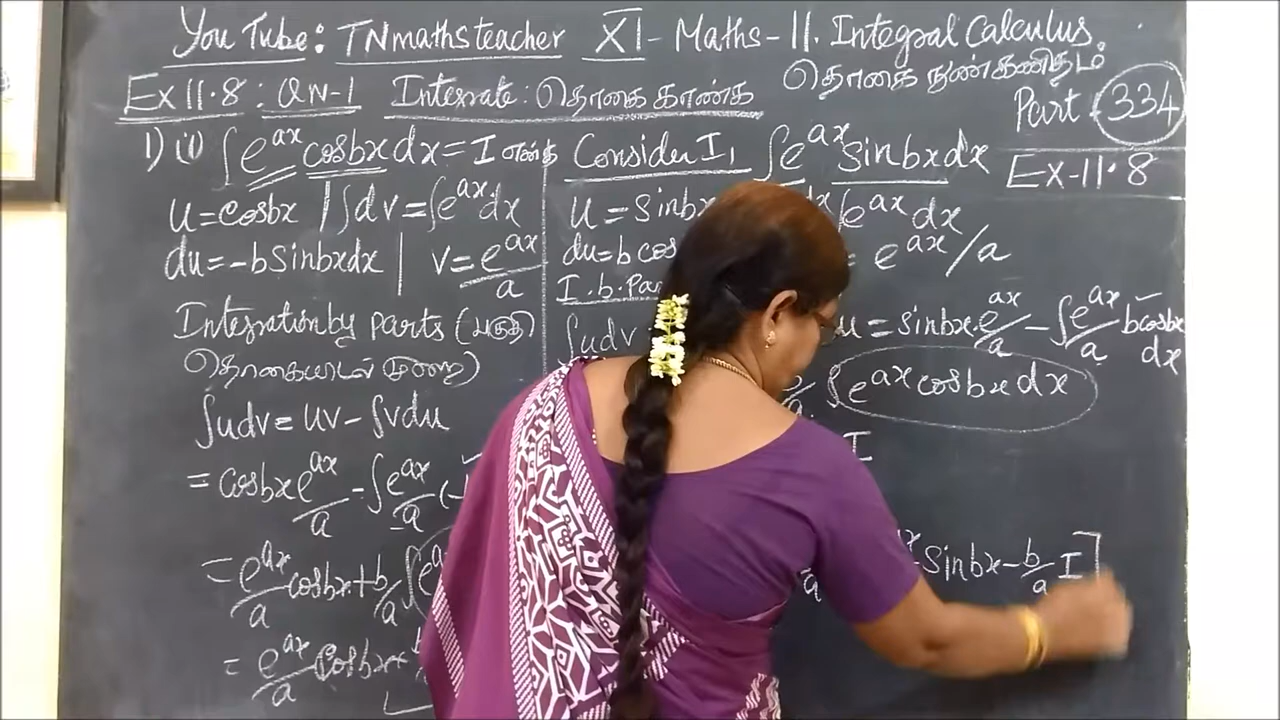 You Tube: TNmathsteacher XI- Maths-11. Integral Calculus.
தொகை நுண்கணிதம்
Ex 11.8 : QN-1 Integrate: தொகை காண்க
Part 334
Ex-11.8
1) (i) ∫e^ax cosbx dx = I என்க
u=cosbx | ∫dv=∫e^ax dx
du=-bsinbxdx | v=e^ax/a
Integration by parts (பகுதி
தொகையிடல் முறை)
∫udv=uv-∫vdu
=cosbx e^ax/a - ∫e^ax/a (-
=e^ax/a cosbx+b/a ∫e^a
=e^ax/a cosbx+
Consider I₁ ∫e^ax sinbx dx
u=sinbx ∫e^ax dx
du=b cos = e^ax/a
I.b.Pa
∫udv u = sinbx.e^ax/a - ∫e^ax/a bcosbx dx
/a. ∫e^ax cosbx dx
I
sinbx-b/a I]